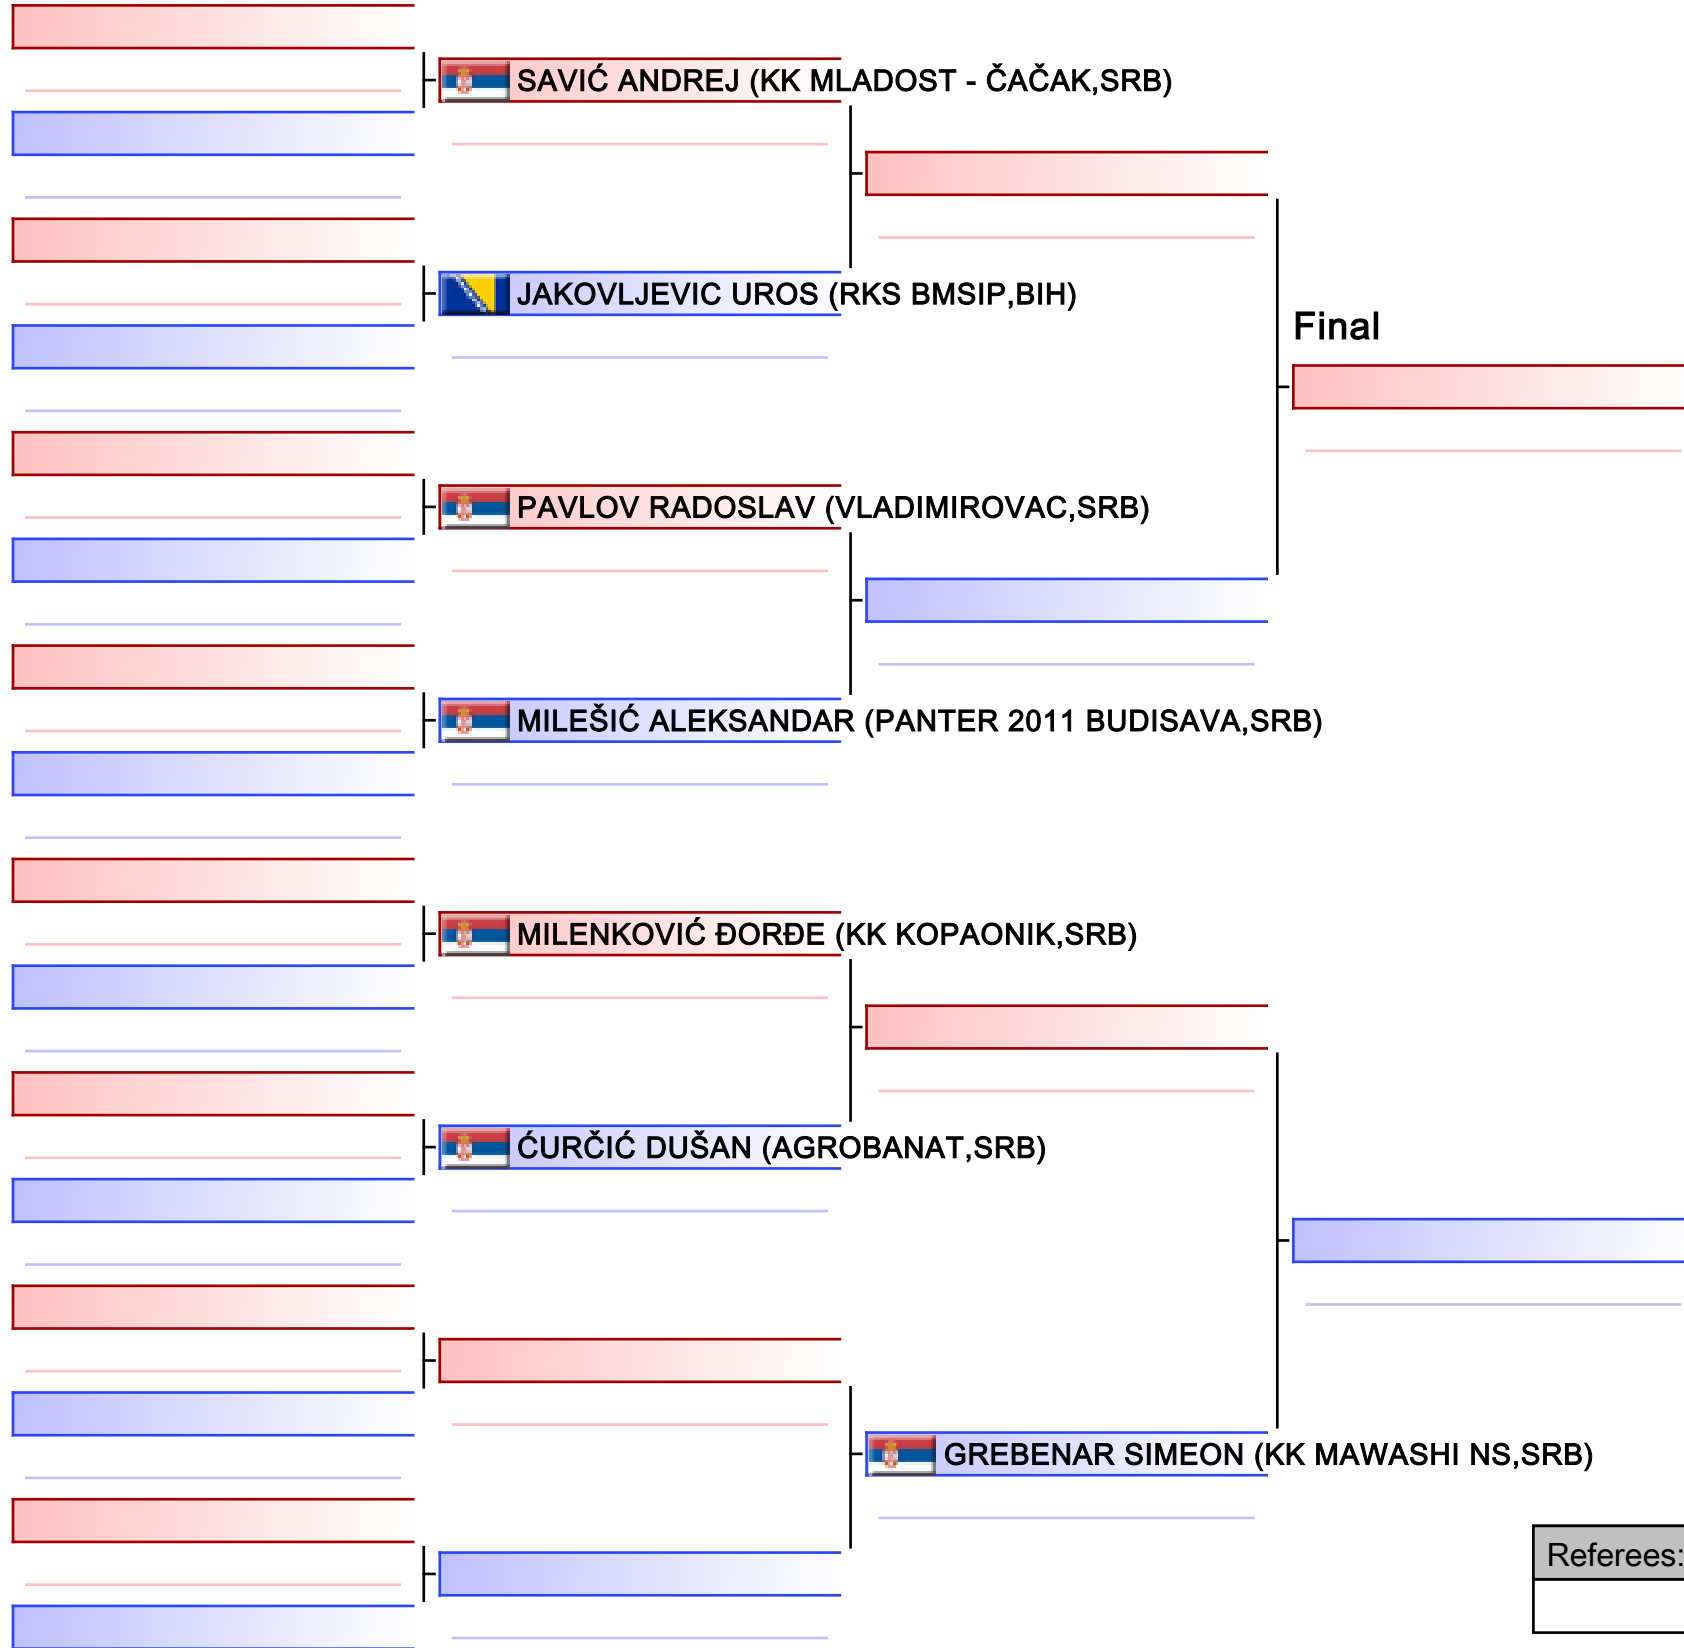 SAVIĆ ANDREJ (KK MLADOST - ČAČAK,SRB)
JAKOVLJEVIC UROS (RKS BMSIP,BIH)
Final
PAVLOV RADOSLAV (VLADIMIROVAC,SRB)
MILEŠIĆ ALEKSANDAR (PANTER 2011 BUDISAVA,SRB)
MILENKOVIĆ ĐORĐE (KK KOPAONIK,SRB)
ĆURČIĆ DUŠAN (AGROBANAT,SRB)
GREBENAR SIMEON (KK MAWASHI NS,SRB)
Referees: